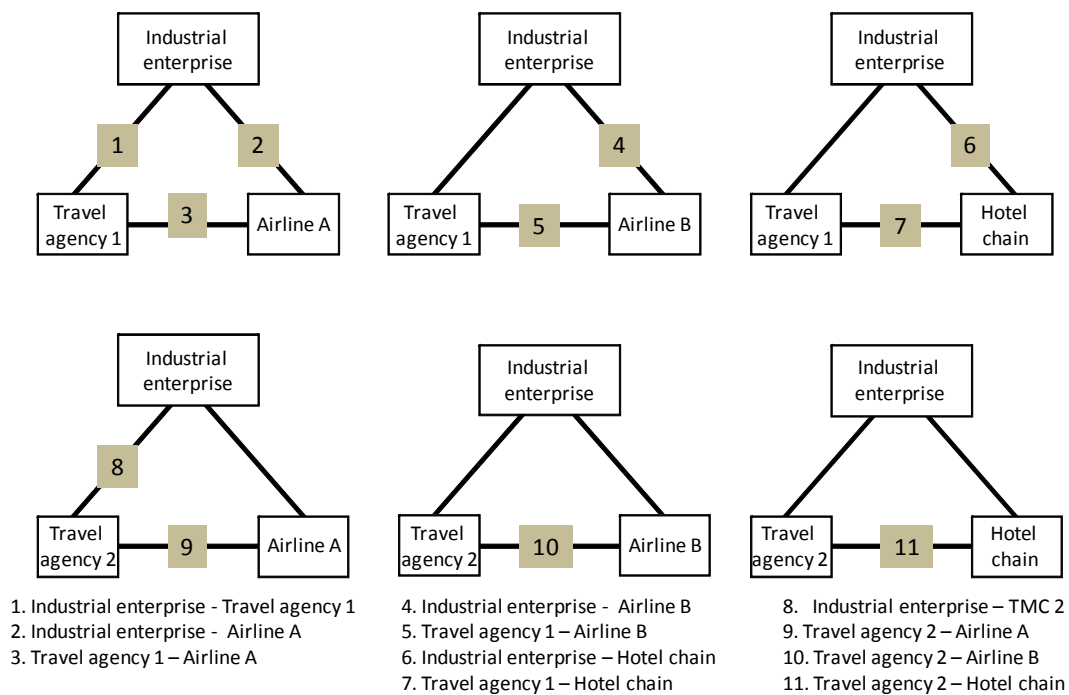 Industrial
enterprise
1
2
Travel
agency 1
3
Airline A
Industrial
enterprise
4
Travel
agency 1
5
Airline B
Industrial
enterprise
6
Travel
agency 1
7
Hotel
chain
Industrial
enterprise
8
Travel
agency 2
9
Airline A
Industrial
enterprise
Travel
agency 2
10
Airline B
Industrial
enterprise
Travel
agency 2
11
Hotel
chain
1. Industrial enterprise - Travel agency 1
2. Industrial enterprise - Airline A
3. Travel agency 1 – Airline A
4. Industrial enterprise - Airline B
5. Travel agency 1 – Airline B
6. Industrial enterprise – Hotel chain
7. Travel agency 1 – Hotel chain
8. Industrial enterprise – TMC 2
9. Travel agency 2 – Airline A
10. Travel agency 2 – Airline B
11. Travel agency 2 – Hotel chain